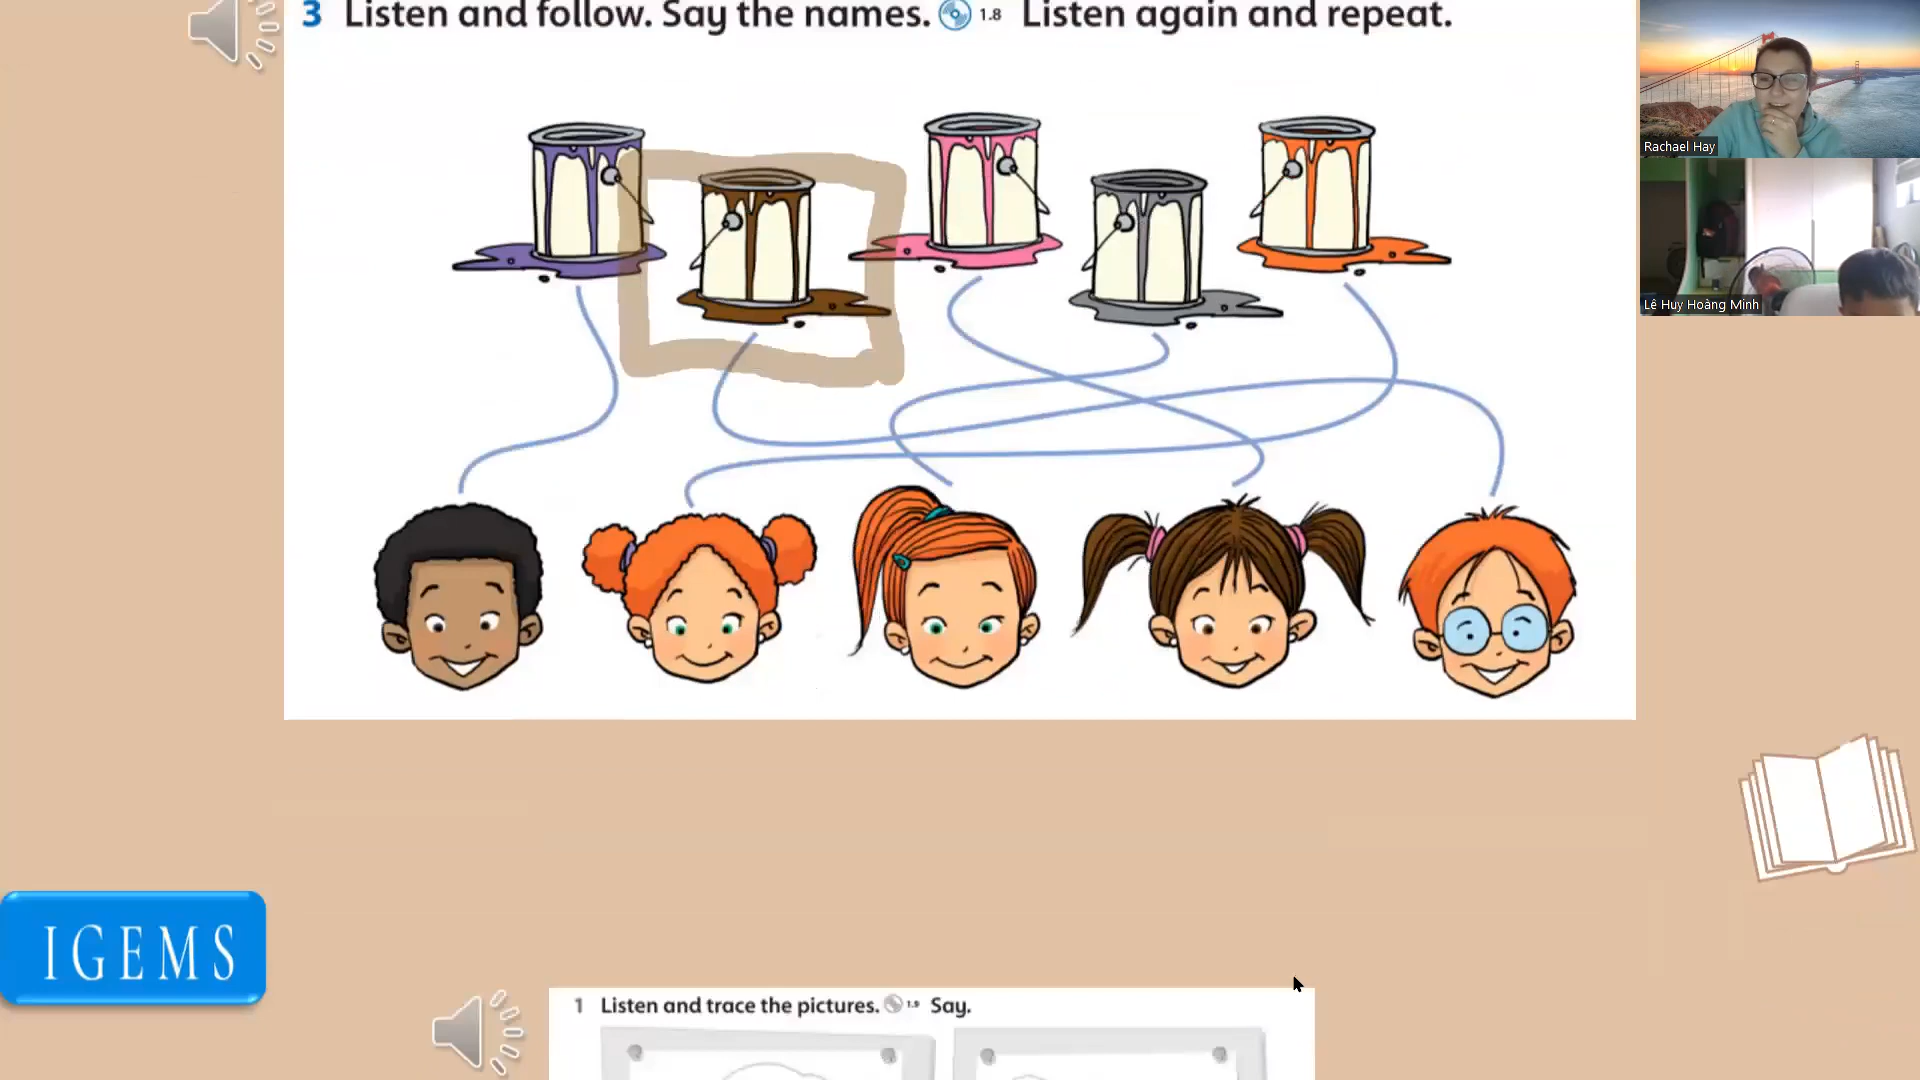 3 Listen and follow. Say the names. 1.8 Listen again and repeat.
Rachael Hay
Lê Huy Hoàng Minh
IGEMS
1 Listen and trace the pictures. 1.9 Say.